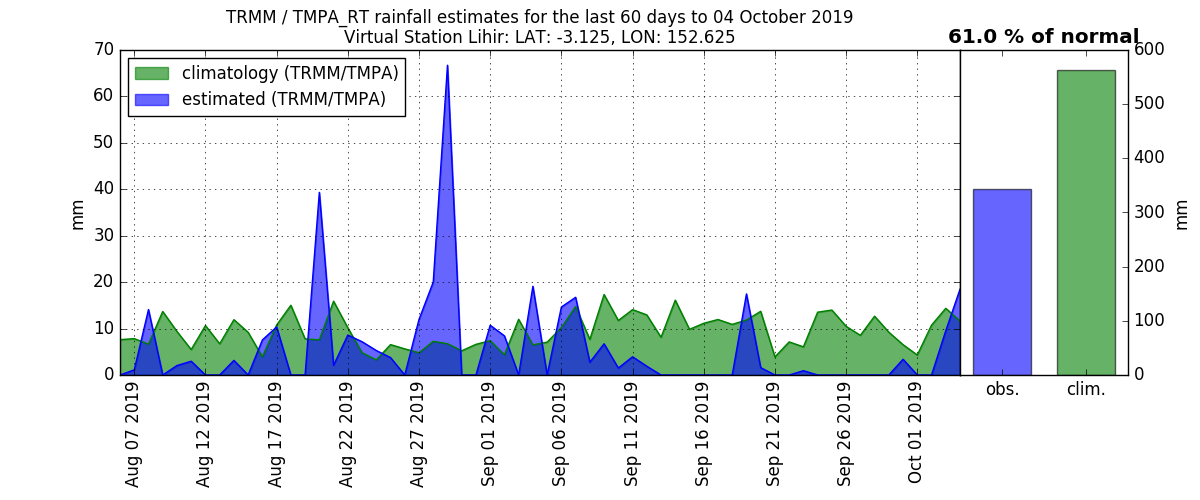 TRMM / TMPA_RT rainfall estimates for the last 60 days to 04 October 2019
Virtual Station Lihir: LAT: -3.125, LON: 152.625
61.0 % of normal
climatology (TRMM/TMPA)
estimated (TRMM/TMPA)
mm
70
60
50
40
30
20
10
0
Aug 07 2019
Aug 12 2019
Aug 17 2019
Aug 22 2019
Aug 27 2019
Sep 01 2019
Sep 06 2019
Sep 11 2019
Sep 16 2019
Sep 21 2019
Sep 26 2019
Oct 01 2019
obs.
clim.
600
500
400
300
200
100
0
mm